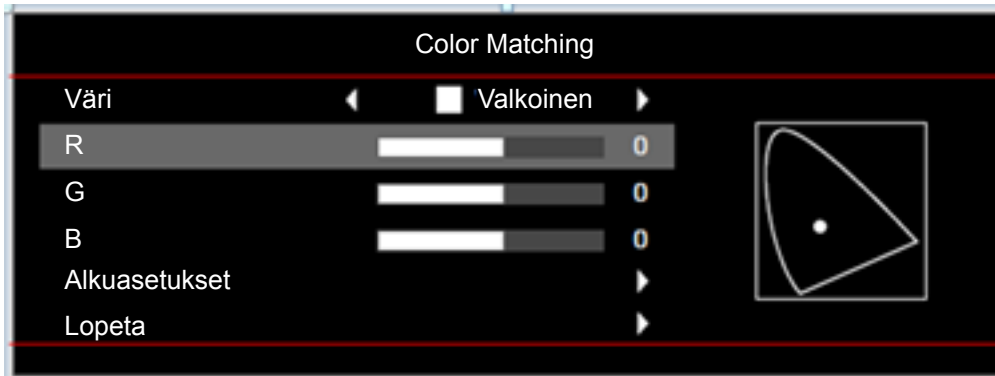 Color Matching
Väri Valkoinen
R 0
G 0
B 0
Alkuasetukset
Lopeta